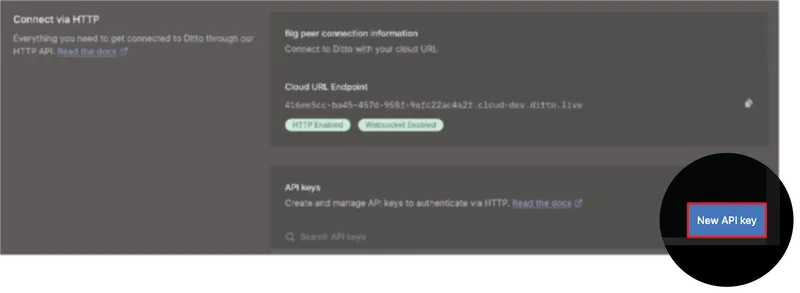 Connect via HTTP
Everything you need to get connected to Ditto through our
HTTP API. Read the docs
Big peer connection information
Connect to Ditto with your cloud URL
Cloud URL Endpoint
416ee5cc-ba45-457d-958f-9afc22ac4a2f.cloud-dev.ditto.live
HTTP Enabled Websocket Enabled
API keys
Create and manage API keys to authenticate via HTTP. Read the docs
New API key
Search API keys